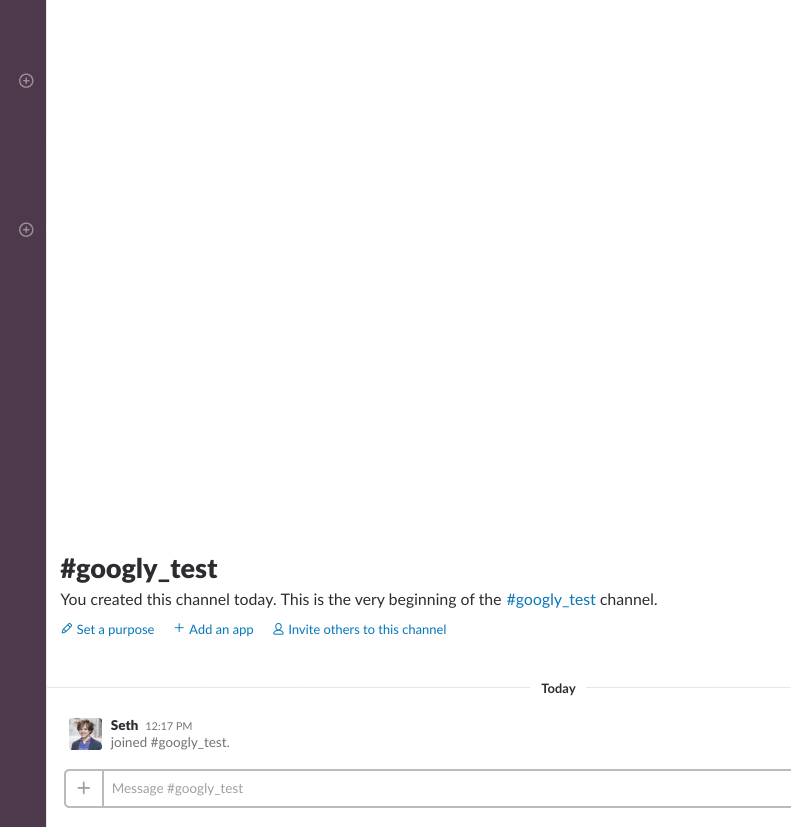 #googly_test
You created this channel today. This is the very beginning of the #googly_test channel.
Set a purpose + Add an app Invite others to this channel
Today
Seth 12:17 PM
joined #googly_test.
+ Message #googly_test